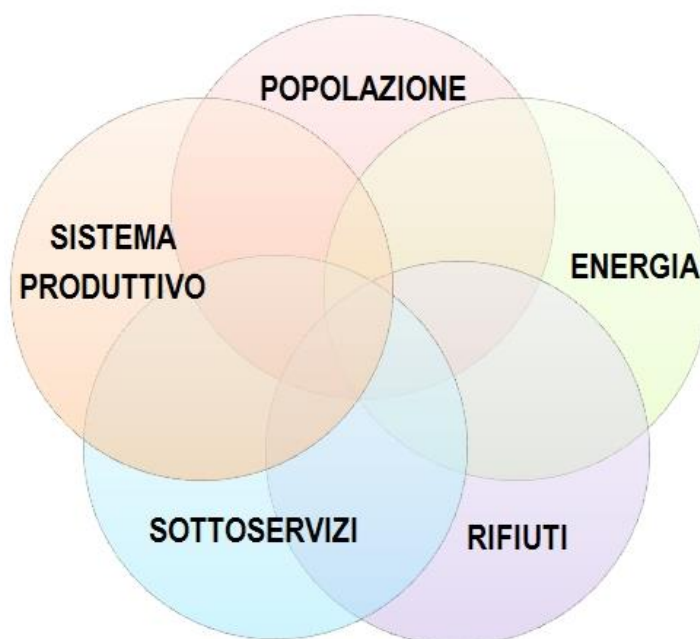 POPOLAZIONE
SISTEMA
PRODUTTIVO
ENERGIA
SOTTOSERVIZI
RIFIUTI